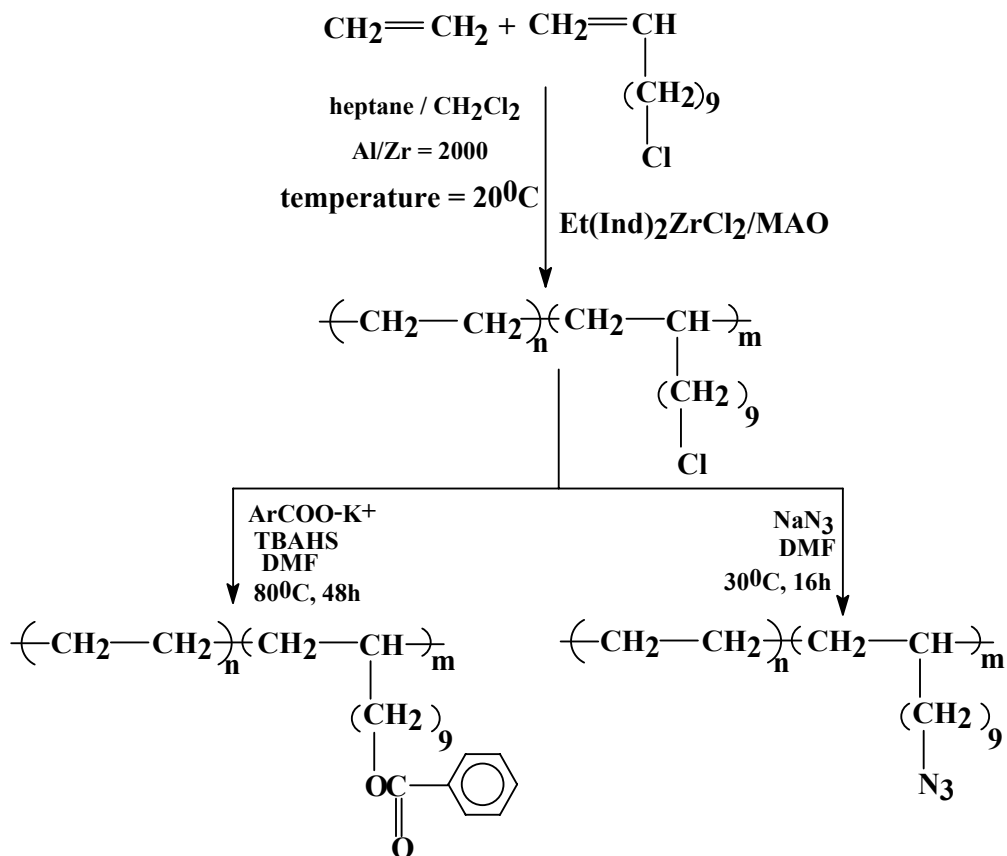 CH2=CH2 + CH2=CH
(CH2)9
Cl
heptane / CH2Cl2
Al/Zr = 2000
temperature = 20⁰C
Et(Ind)2ZrCl2/MAO
(CH2—CH2)n(CH2—CH)m
(CH2)9
Cl
ArCOO-K+
TBAHS
DMF
80⁰C, 48h
NaN3
DMF
30⁰C, 16h
(CH2—CH2)n(CH2—CH)m
(CH2)9
OC
O
(CH2—CH2)n(CH2—CH)m
(CH2)9
N3